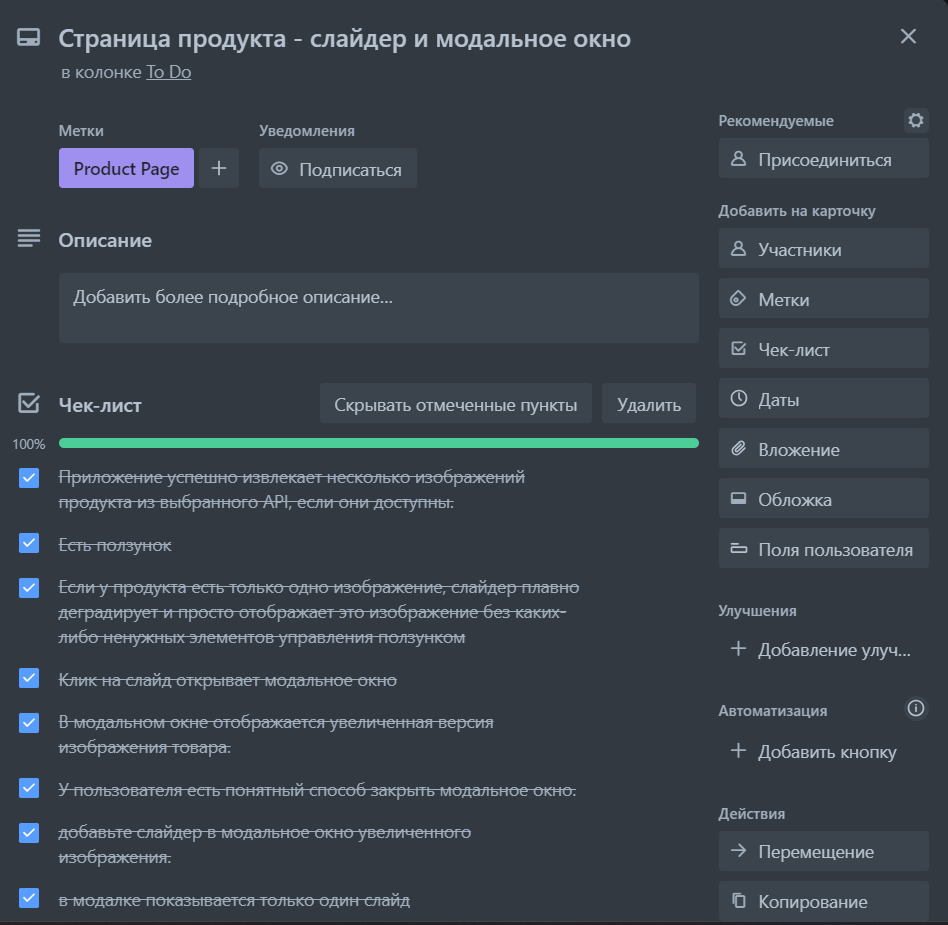 Страница продукта - слайдер и модальное окно
в колонке To Do
Метки
Уведомления
Product Page
Подписаться
Описание
Добавить более подробное описание...
Чек-лист
Скрывать отмеченные пункты
Удалить
100%
Приложение успешно извлекает несколько изображений
продукта из выбранного API, если они доступны.
Есть ползунок
Если у продукта есть только одно изображение, слайдер плавно
деградирует и просто отображает это изображение без каких-
либо ненужных элементов управления ползунком
Клик на слайд открывает модальное окно
В модальном окне отображается увеличенная версия
изображения товара.
У пользователя есть понятный способ закрыть модальное окно.
добавьте слайдер в модальное окно увеличенного
изображения.
в модалке показывается только один слайд
Рекомендуемые
Присоединиться
Добавить на карточку
Участники
Метки
Чек-лист
Даты
Вложение
Обложка
Поля пользователя
Улучшения
Добавление улуч...
Автоматизация
Добавить кнопку
Действия
Перемещение
Копирование